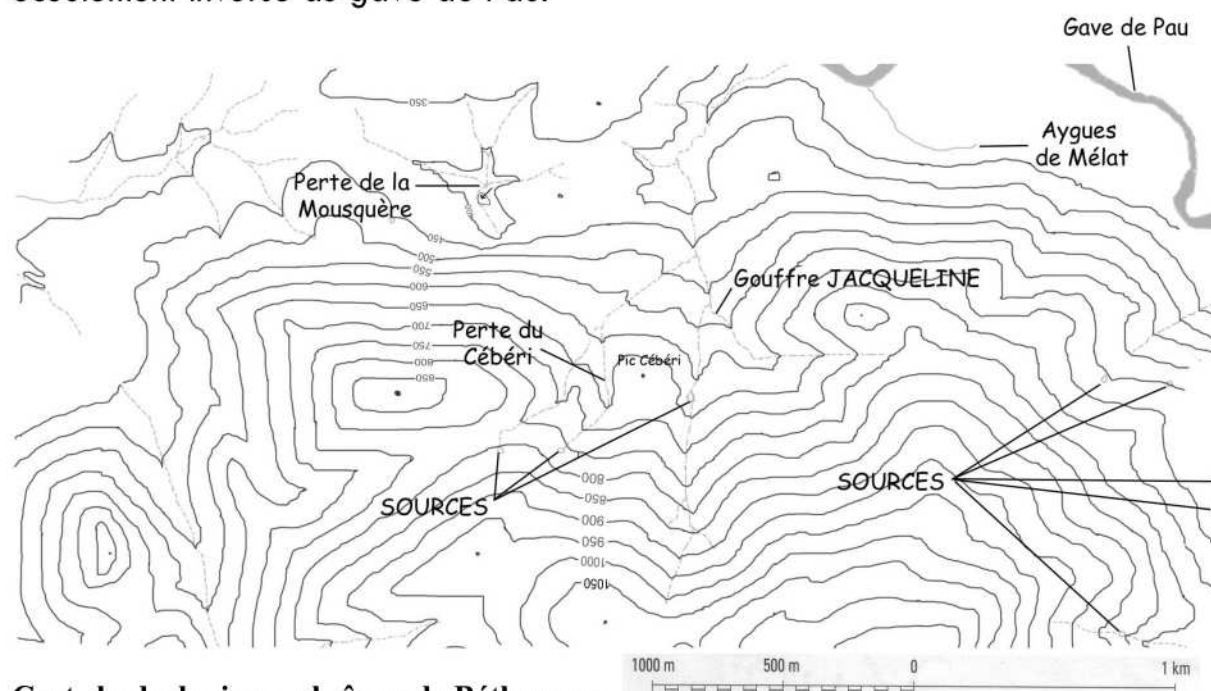 Gave de Pau
350
Aygues
de Mélat
Perte de la
Mousquère
450
500
550
Gouffre JACQUELINE
600
650
700
Perte du
Cébéri
750
Pic Cébéri
800
850
SOURCES
SOURCES
800
850
900
950
1000
1050
1000 m 500 m 0 1 km